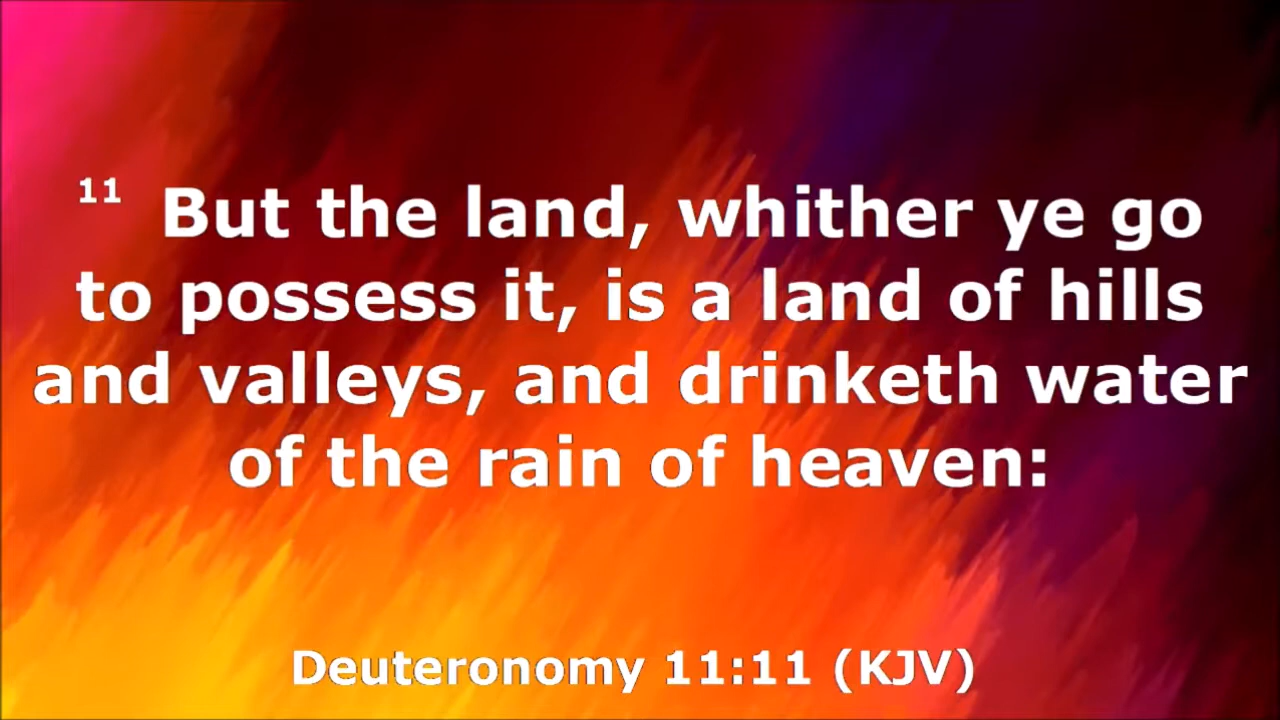 11 But the land, whither ye go
to possess it, is a land of hills
and valleys, and drinketh water
of the rain of heaven:
Deuteronomy 11:11 (KJV)